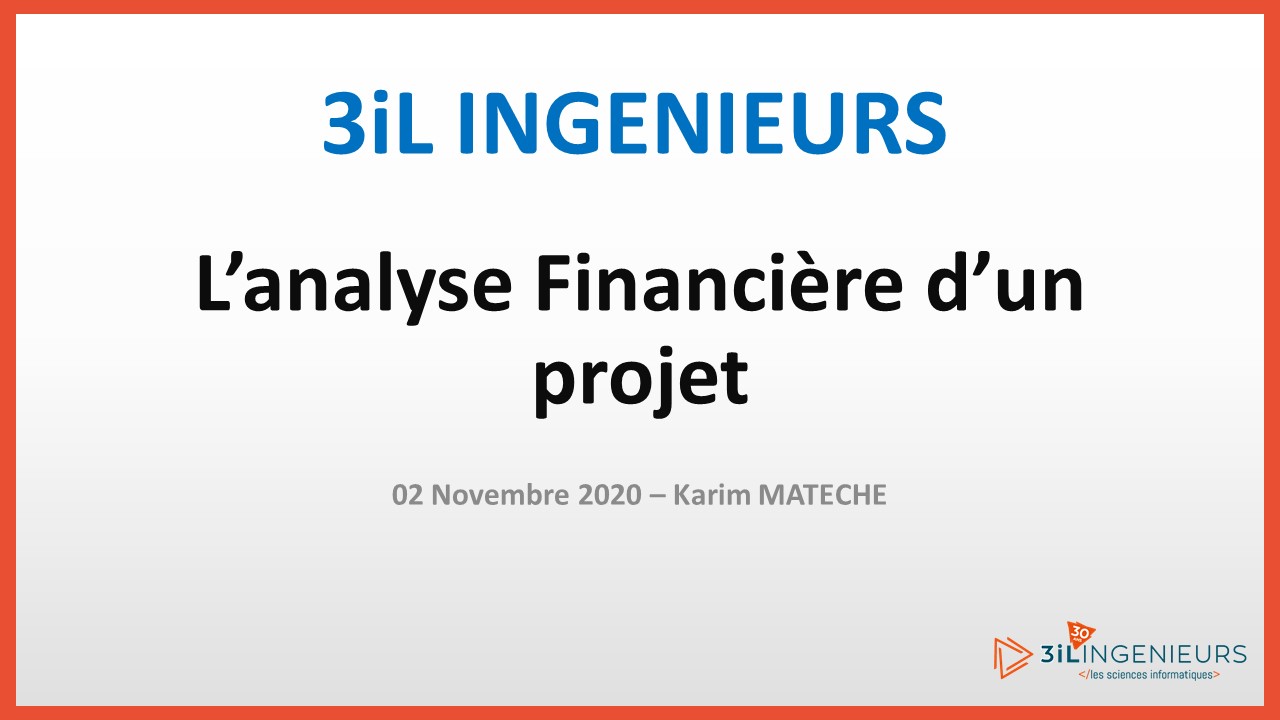 3iL INGENIEURS
L’analyse Financière d’un
projet
02 Novembre 2020 – Karim MATECHE
30
3iLINGENIEURS
</les sciences informatiques>